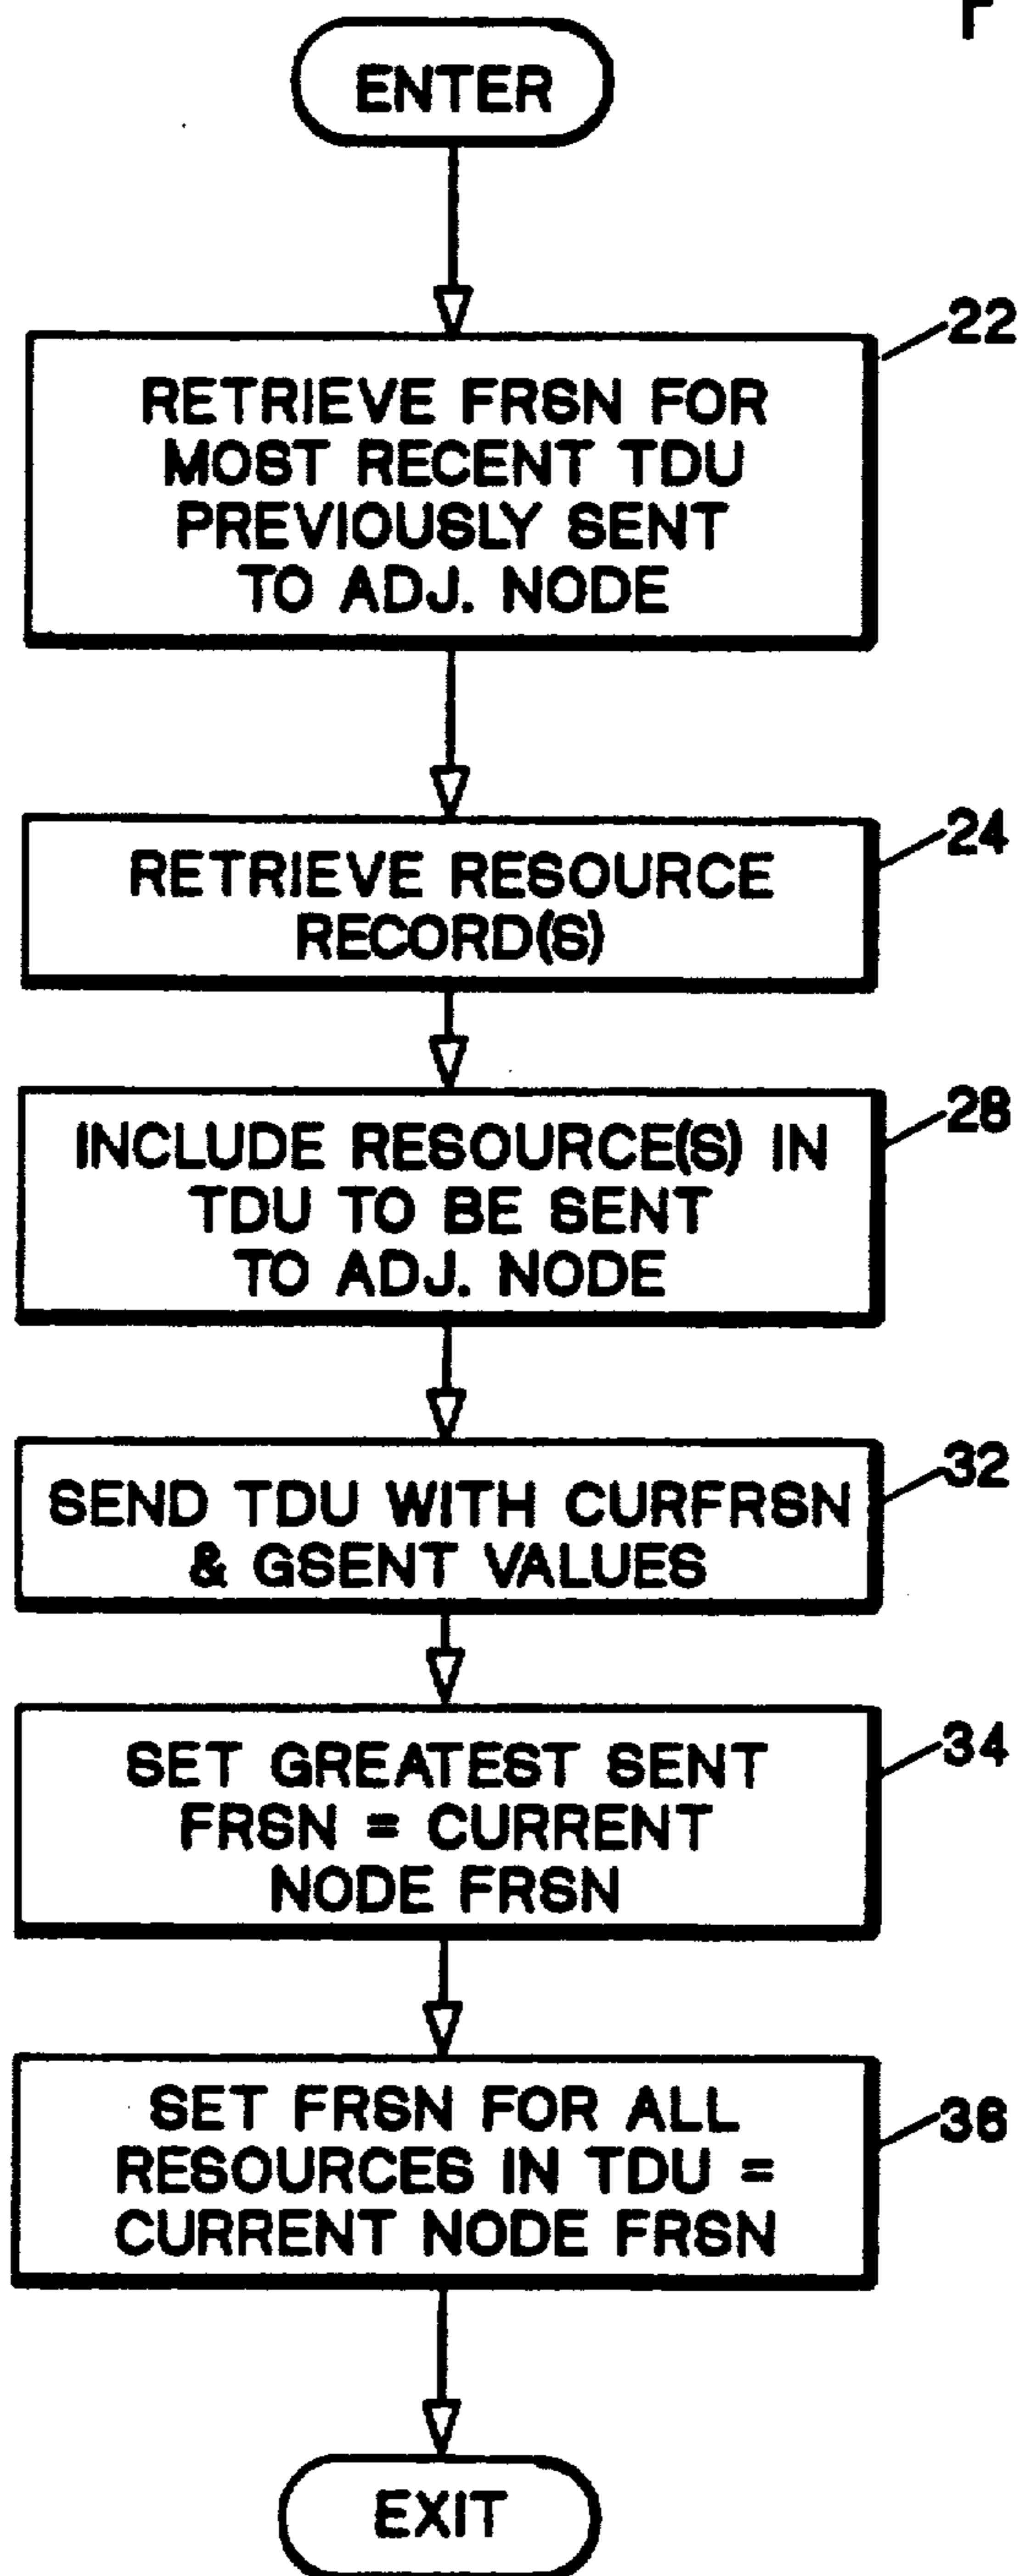 ENTER
22
RETRIEVE FRSN FOR
MOST RECENT TDU
PREVIOUSLY SENT
TO ADJ. NODE
24
RETRIEVE RESOURCE
RECORD(S)
28
INCLUDE RESOURCE(S) IN
TDU TO BE SENT
TO ADJ. NODE
32
SEND TDU WITH CURFRSN
& GSENT VALUES
34
SET GREATEST SENT
FRSN = CURRENT
NODE FRSN
36
SET FRSN FOR ALL
RESOURCES IN TDU =
CURRENT NODE FRSN
EXIT